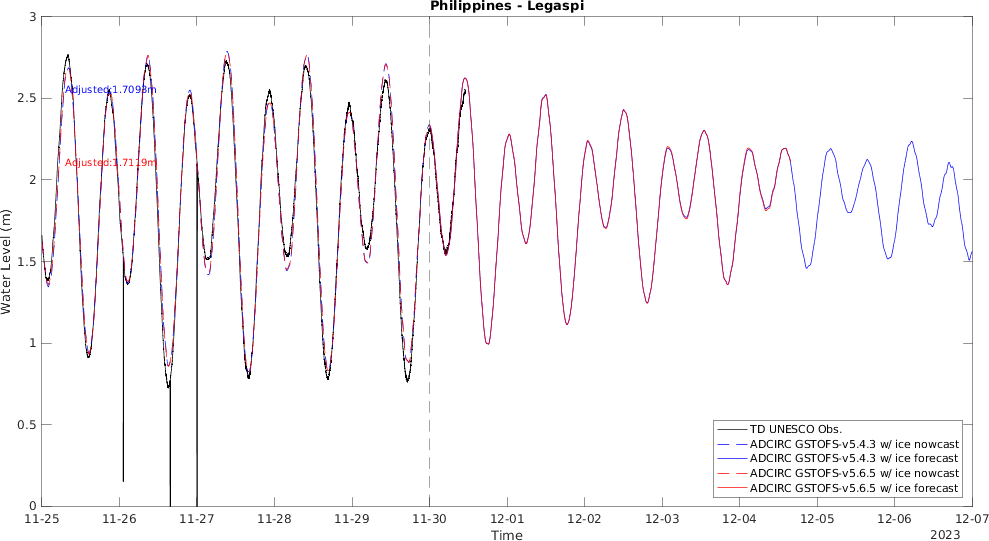 Philippines - Legaspi
3
2.5
2
1.5
1
0.5
0
Water Level (m)
Adjusted:1.7093m
Adjusted:1.7119m
TD UNESCO Obs.
ADCIRC GSTOFS-v5.4.3 w/ ice nowcast
ADCIRC GSTOFS-v5.4.3 w/ ice forecast
ADCIRC GSTOFS-v5.6.5 w/ ice nowcast
ADCIRC GSTOFS-v5.6.5 w/ ice forecast
11-25 11-26 11-27 11-28 11-29 11-30 12-01 12-02 12-03 12-04 12-05 12-06 12-07
Time
2023